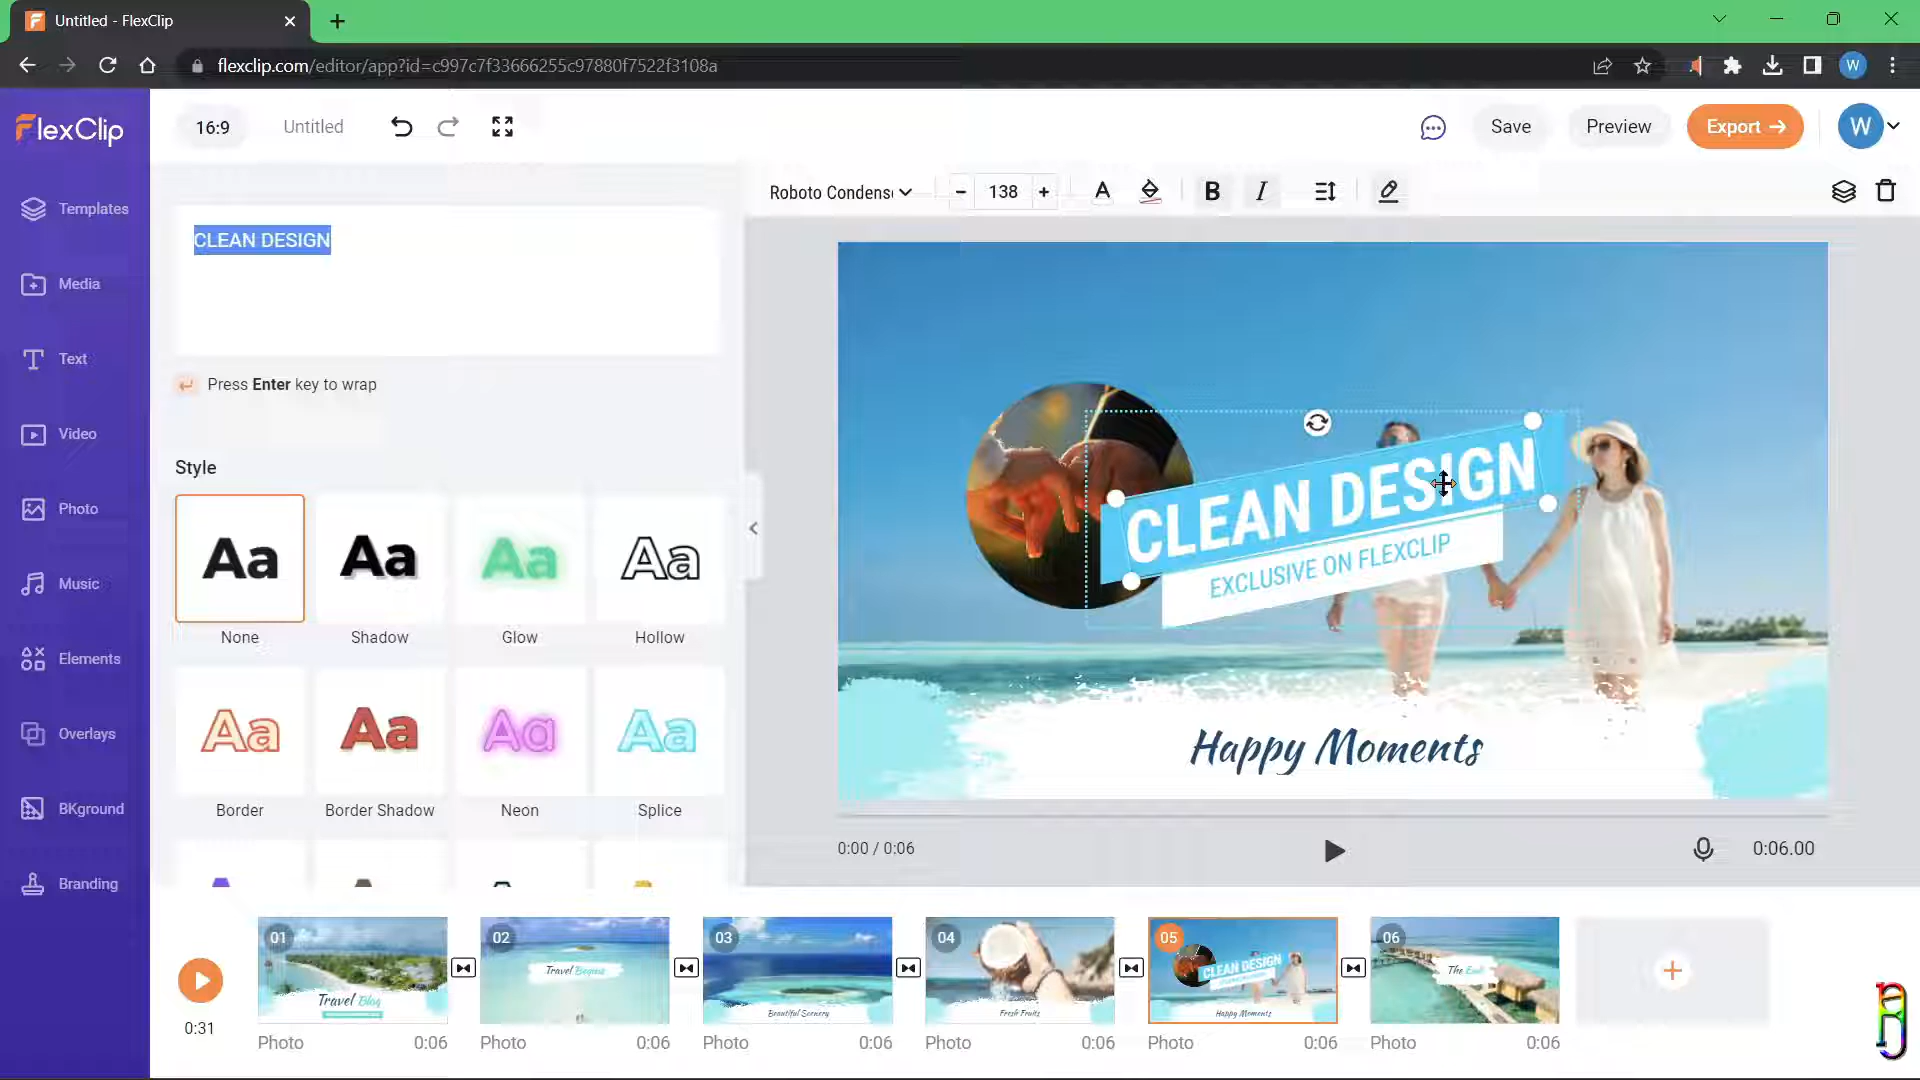 Untitled - FlexClip
flexclip.com/editor/app?id=c997c7f33666255c97880f7522f3108a
W
FlexClip
16:9
Untitled
Save
Preview
Export
W
Templates
Media
Text
Video
Photo
Music
Elements
Overlays
BKground
Branding
CLEAN DESIGN
Press Enter key to wrap
Style
Aa
Aa
Aa
Aa
None
Shadow
Glow
Hollow
Aa
Aa
Aa
Aa
Border
Border Shadow
Neon
Splice
Roboto Condens
- 138 +
A
B
I
CLEAN DESIGN
EXCLUSIVE ON FLEXCLIP
Happy Moments
0:00 / 0:06
0:06.00
0:31
01
Travel Blog
Photo
0:06
02
Travel Begins
Photo
0:06
03
Beautiful Scenery
Photo
0:06
04
Fresh Fruits
Photo
0:06
05
CLEAN DESIGN
Happy Moments
Photo
0:06
06
The End
Photo
0:06